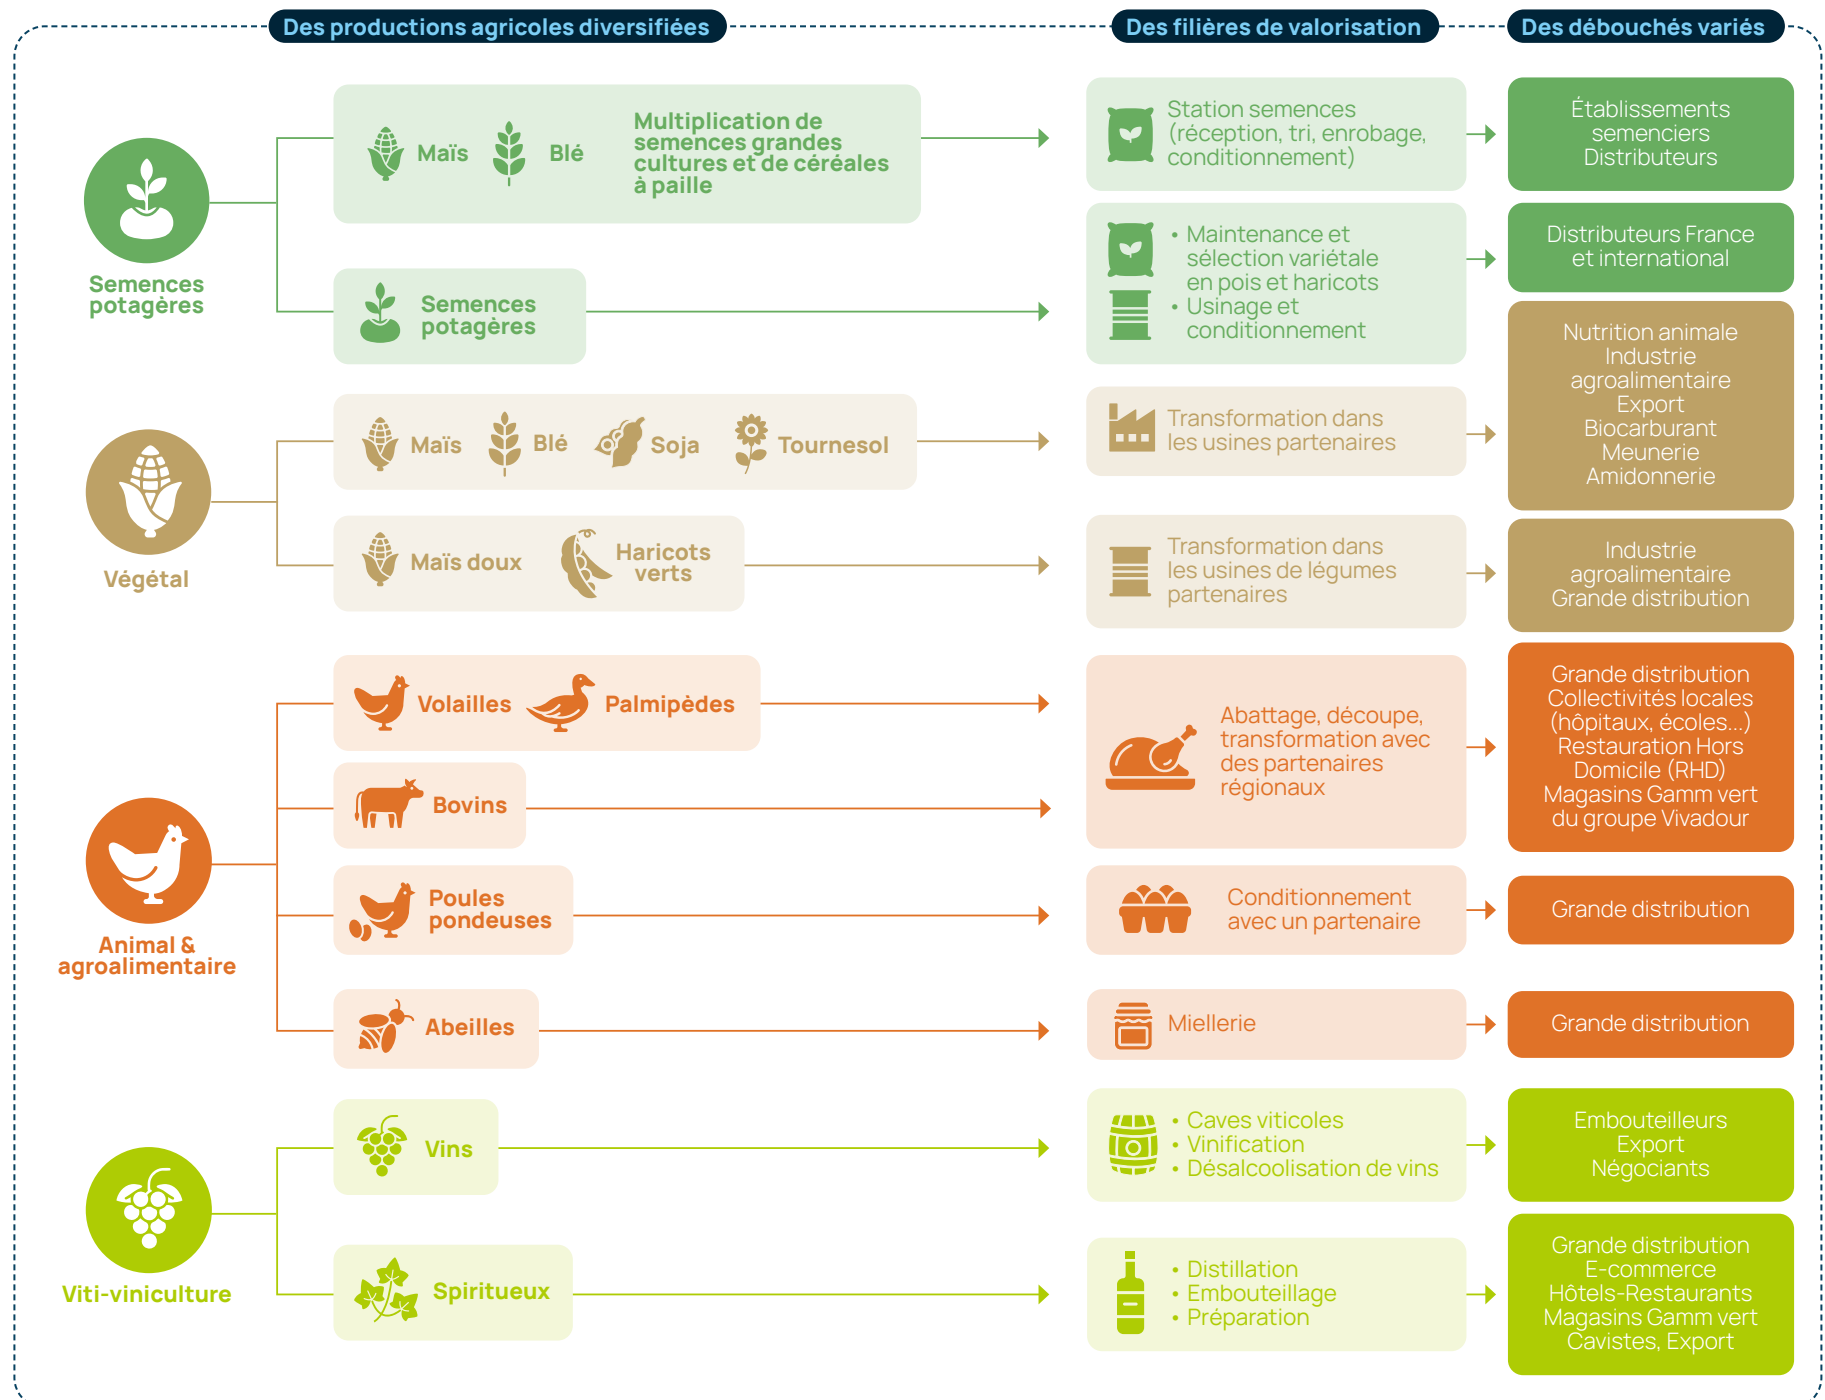 Des productions agricoles diversifiées
Des filières de valorisation
Des débouchés variés
Semences
potagères
Maïs
Blé
Multiplication de
semences grandes
cultures et de céréales
à paille
Station semences
(réception, tri, enrobage,
conditionnement)
Établissements
semenciers
Distributeurs
Semences
potagères
• Maintenance et
sélection variétale
en pois et haricots
• Usinage et
conditionnement
Distributeurs France
et international
Végétal
Maïs
Blé
Soja
Tournesol
Transformation dans
les usines partenaires
Nutrition animale
Industrie
agroalimentaire
Export
Biocarburant
Meunerie
Amidonnerie
Maïs doux
Haricots
verts
Transformation dans
les usines de légumes
partenaires
Industrie
agroalimentaire
Grande distribution
Animal &
agroalimentaire
Volailles
Palmipèdes
Bovins
Abattage, découpe,
transformation avec
des partenaires
régionaux
Grande distribution
Collectivités locales
(hôpitaux, écoles...)
Restauration Hors
Domicile (RHD)
Magasins Gamm vert
du groupe Vivadour
Poules
pondeuses
Conditionnement
avec un partenaire
Grande distribution
Abeilles
Miellerie
Grande distribution
Viti-viniculture
Vins
• Caves viticoles
• Vinification
• Désalcoolisation de vins
Embouteilleurs
Export
Négociants
Spiritueux
• Distillation
• Embouteillage
• Préparation
Grande distribution
E-commerce
Hôtels-Restaurants
Magasins Gamm vert
Cavistes, Export